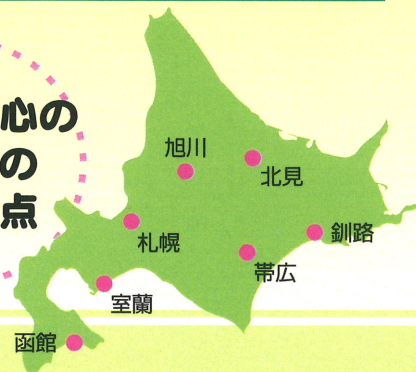 心の
の
点
旭川
北見
札幌
釧路
帯広
室蘭
函館